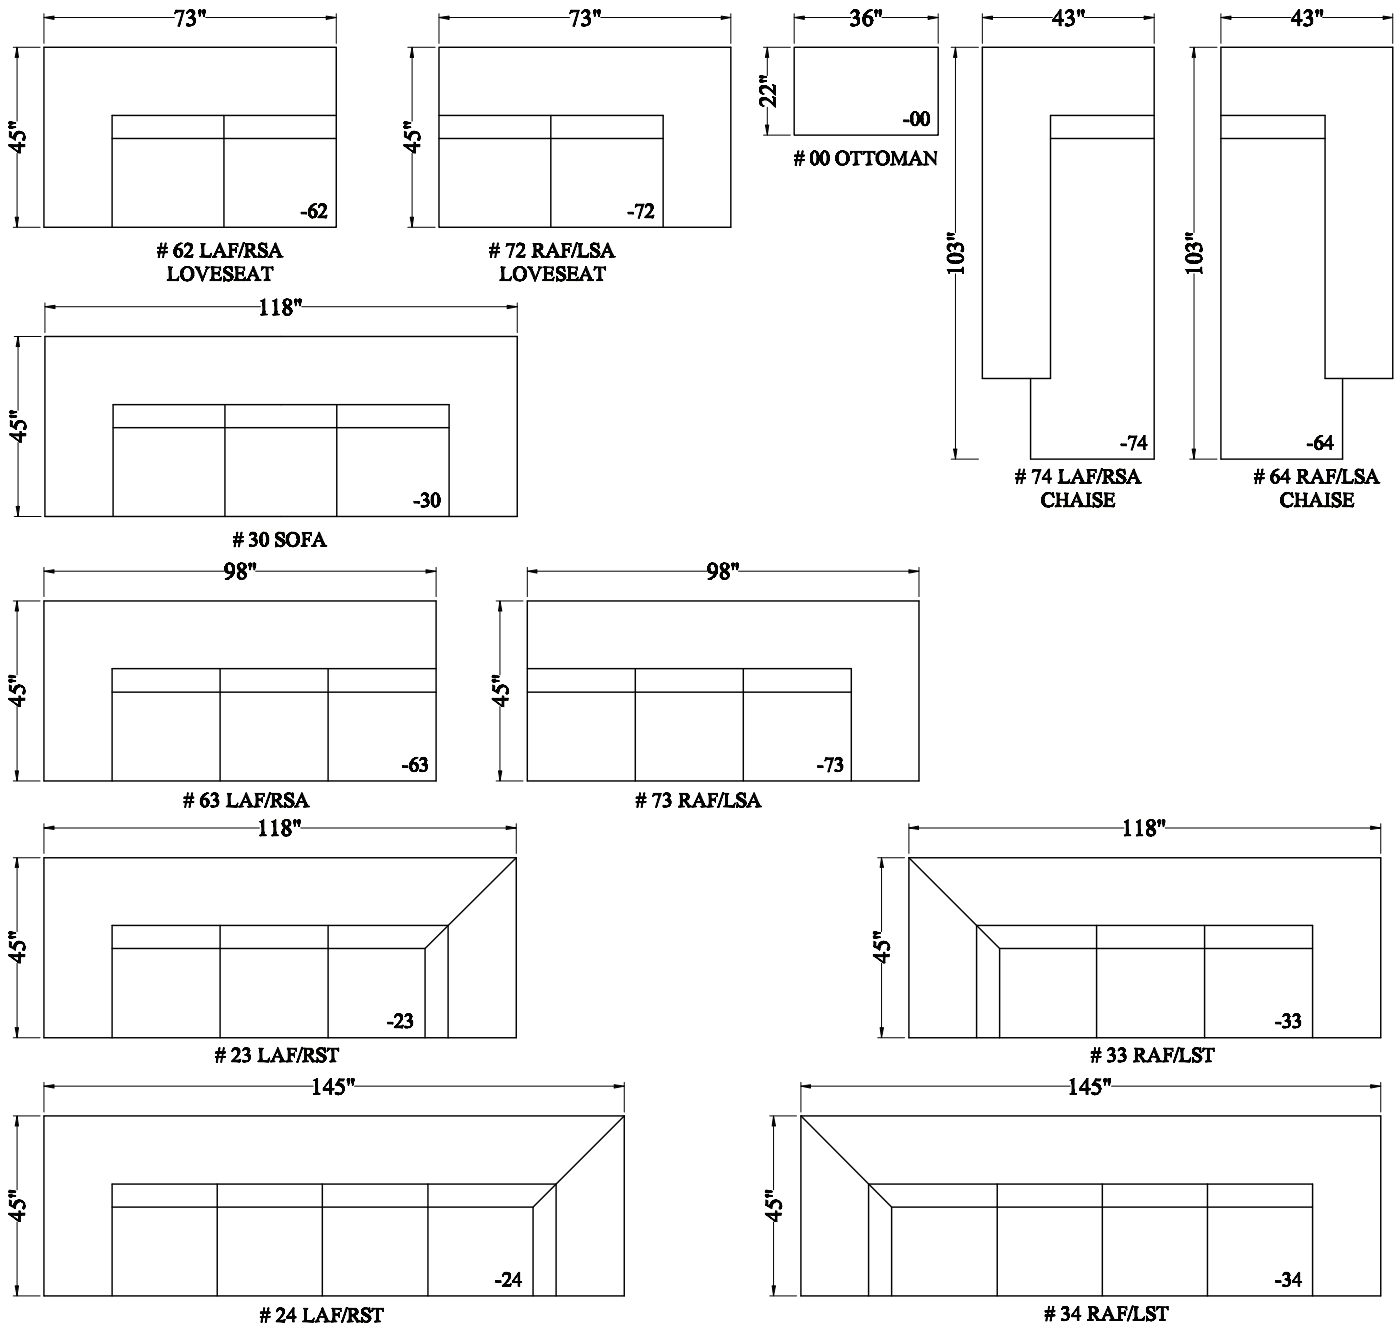 73"
73"
36"
43"
43"
45"
45"
22"
103"
103"
-62
-72
-00
-74
-64
# 62 LAF/RSA
LOVESEAT
# 72 RAF/LSA
LOVESEAT
# 00 OTTOMAN
# 74 LAF/RSA
CHAISE
# 64 RAF/LSA
CHAISE
118"
45"
-30
# 30 SOFA
98"
98"
45"
45"
-63
-73
# 63 LAF/RSA
# 73 RAF/LSA
118"
118"
45"
45"
-23
-33
# 23 LAF/RST
# 33 RAF/LST
145"
145"
45"
45"
-24
-34
# 24 LAF/RST
# 34 RAF/LST